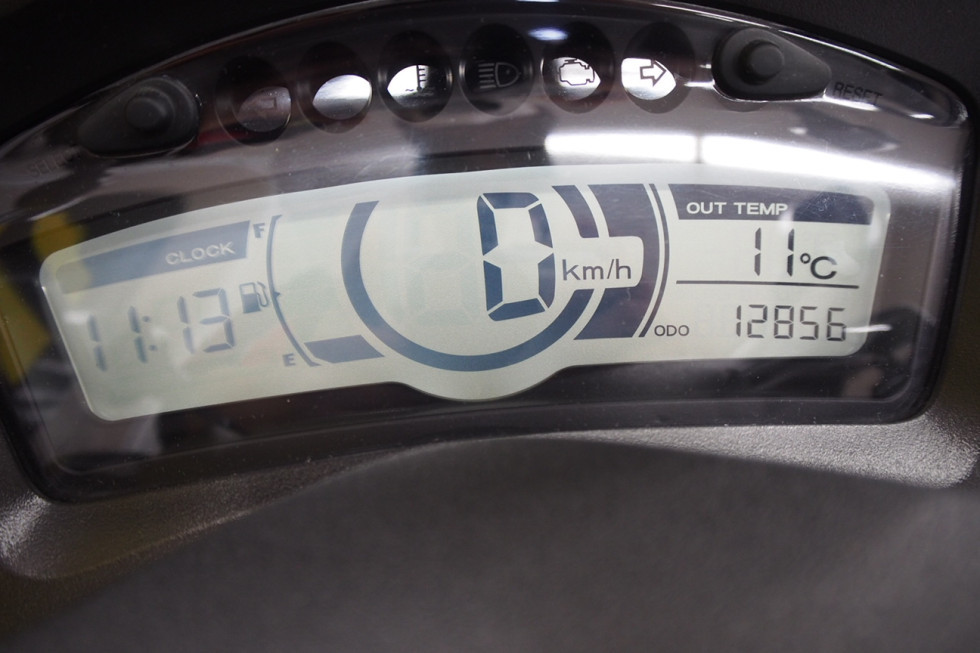 RESET
CLOCK
11:13
F
E
0
km/h
OUT TEMP
11°C
ODO
12856